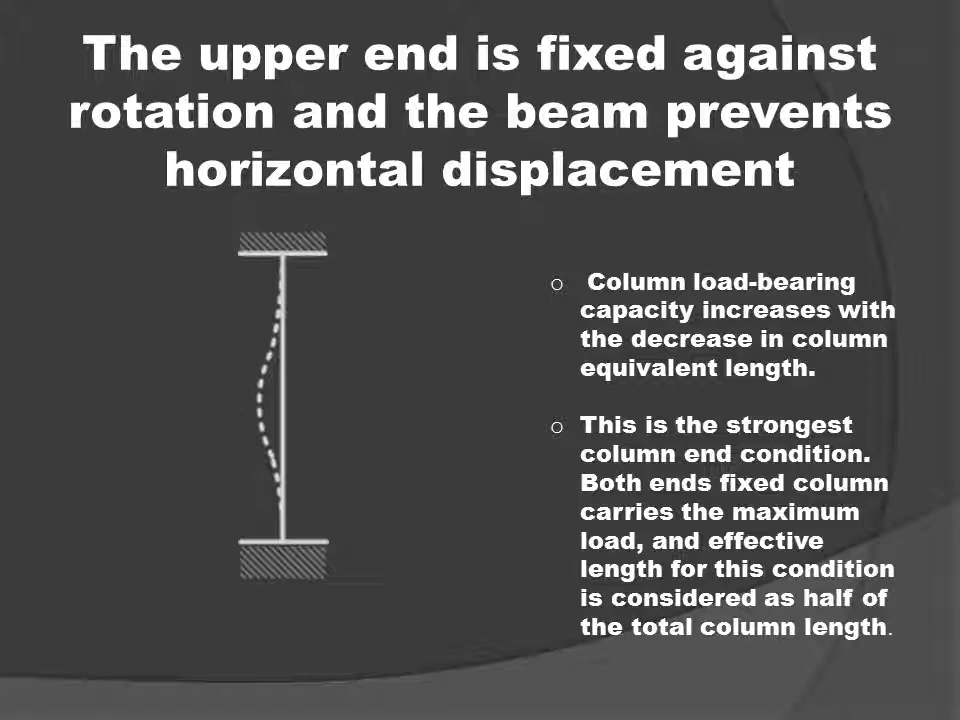 The upper end is fixed against
rotation and the beam prevents
horizontal displacement
o Column load-bearing
capacity increases with
the decrease in column
equivalent length.
o This is the strongest
column end condition.
Both ends fixed column
carries the maximum
load, and effective
length for this condition
is considered as half of
the total column length.